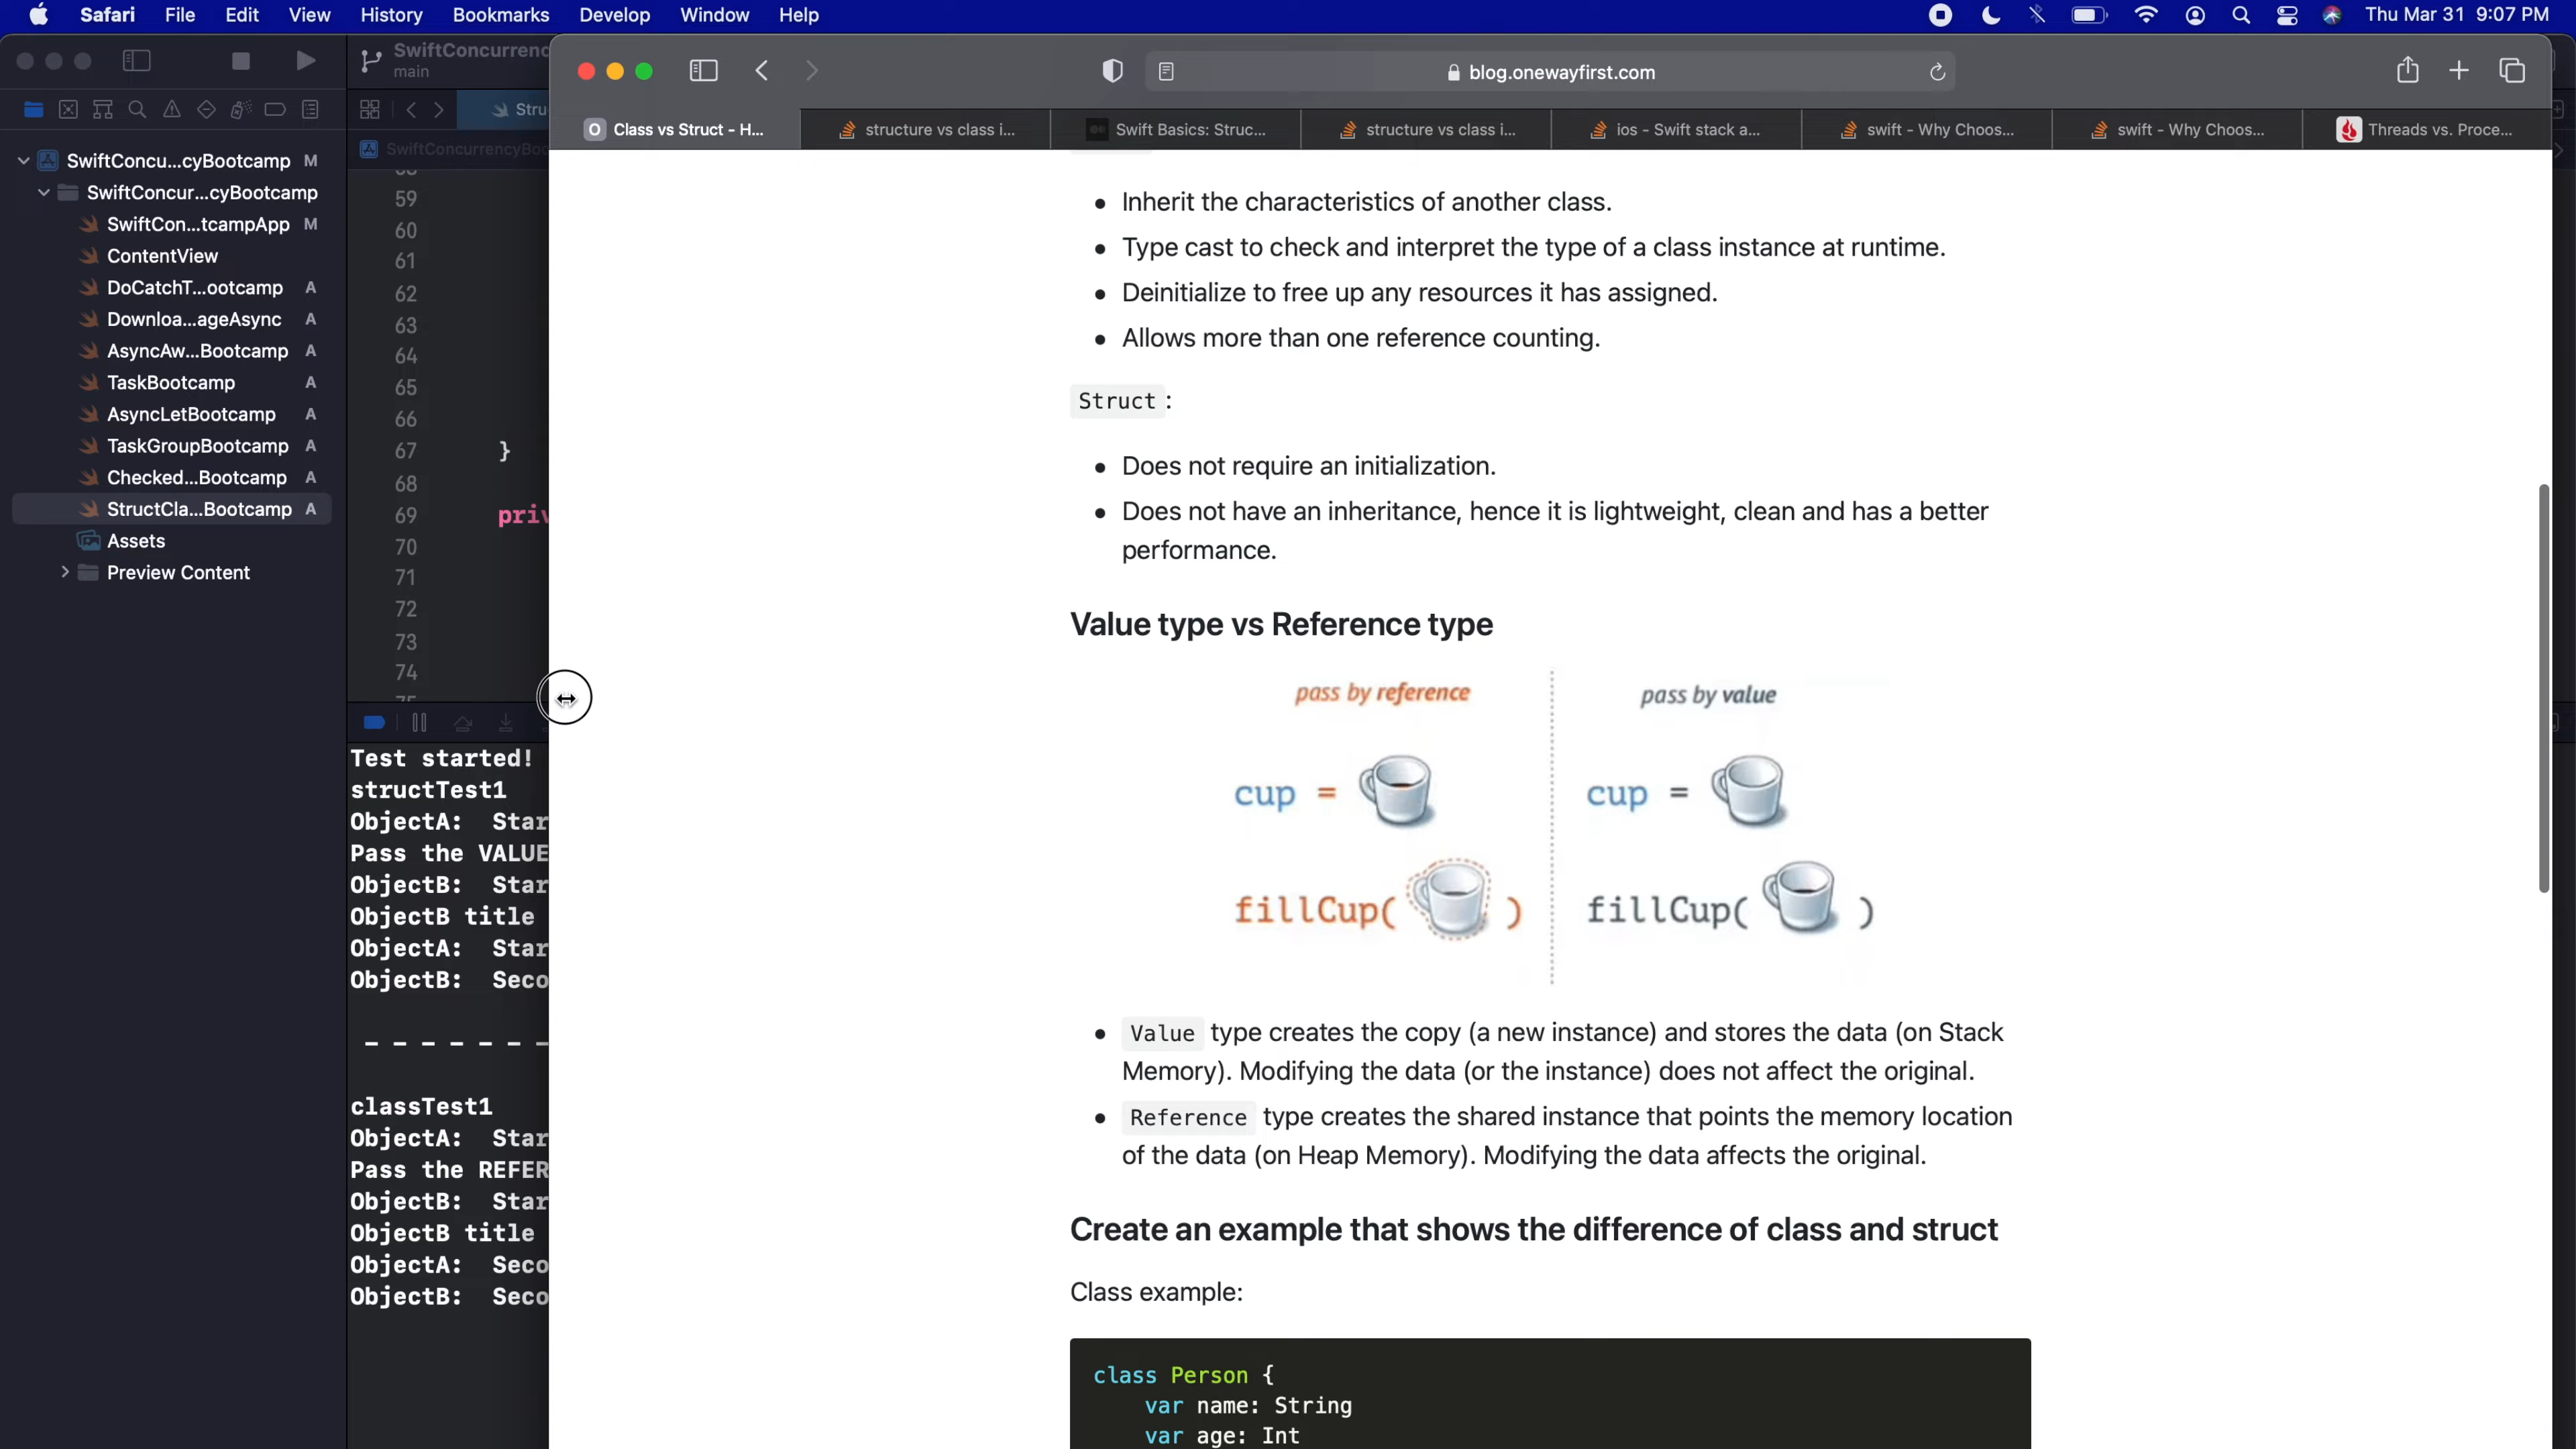 Safari File Edit View History Bookmarks Develop Window Help
Thu Mar 31 9:07 PM
SwiftConcurrenc
main
blog.onewayfirst.com
Stru
Class vs Struct - H...
structure vs class i...
Swift Basics: Struc...
structure vs class i...
ios - Swift stack a...
swift - Why Choos...
swift - Why Choos...
Threads vs. Proce...
SwiftConcurrencyBoo
SwiftConcu...cyBootcamp M
SwiftConcur...cyBootcamp
SwiftCon...tcampApp M
ContentView
DoCatchT...ootcamp A
Downloa...ageAsync A
AsyncAw...Bootcamp A
TaskBootcamp A
AsyncLetBootcamp A
TaskGroupBootcamp A
Checked...Bootcamp A
StructCla...Bootcamp A
Assets
Preview Content
59
60
61
62
63
64
65
66
67 }
68
69 priv
70
71
72
73
74
Test started!
structTest1
ObjectA: Star
Pass the VALUE
ObjectB: Star
ObjectB title
ObjectA: Star
ObjectB: Seco
- - - - - - -
classTest1
ObjectA: Star
Pass the REFER
ObjectB: Star
ObjectB title
ObjectA: Seco
ObjectB: Seco
• Inherit the characteristics of another class.
• Type cast to check and interpret the type of a class instance at runtime.
• Deinitialize to free up any resources it has assigned.
• Allows more than one reference counting.
Struct:
• Does not require an initialization.
• Does not have an inheritance, hence it is lightweight, clean and has a better
performance.
Value type vs Reference type
pass by reference
cup =
fillCup( )
pass by value
cup =
fillCup( )
• Value type creates the copy (a new instance) and stores the data (on Stack
Memory). Modifying the data (or the instance) does not affect the original.
• Reference type creates the shared instance that points the memory location
of the data (on Heap Memory). Modifying the data affects the original.
Create an example that shows the difference of class and struct
Class example:
class Person {
var name: String
var age: Int